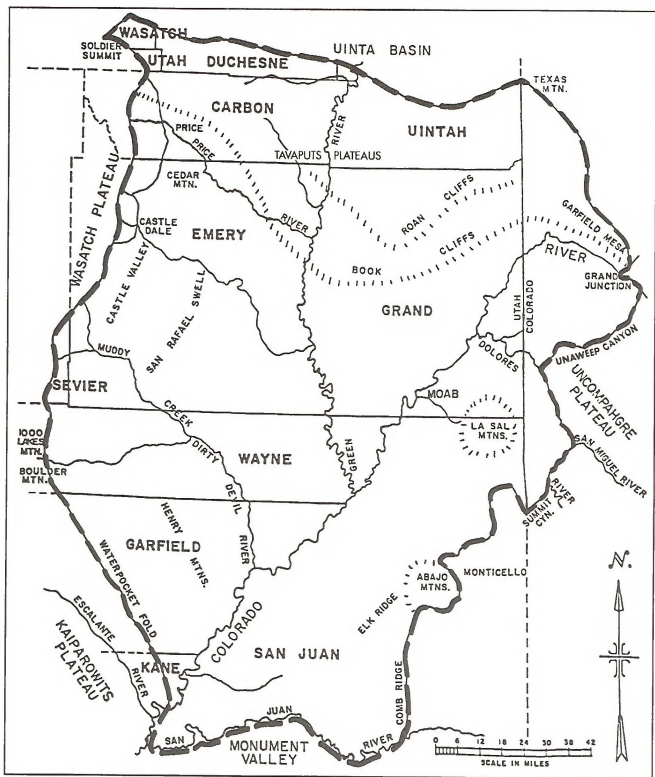 WASATCH
SOLDIER
SUMMIT
UTAH DUCHESNE
UINTA BASIN
TEXAS
MTN.
CARBON
RIVER
UINTAH
PRICE
PRICE
TAVAPUTS PLATEAUS
CEDAR
MTN.
RIVER
ROAN CLIFFS
GARFIELD MESA
WASATCH PLATEAU
CASTLE
DALE
EMERY
BOOK CLIFFS
RIVER
GRAND
JUNCTION
CASTLE VALLEY
SAN RAFAEL SWELL
GRAND
UTAH
COLORADO
DOLORES
UNAWEEP CANYON
UNCOMPAHGRE
PLATEAU
MUDDY
SEVIER
MOAB
CREEK
LA SAL
MTNS.
1000
LAKES
MTN.
DIRTY
WAYNE
GREEN
SAN MIGUEL RIVER
BOULDER
MTN.
DEVIL
RIVER
SUMMIT
CYN.
HENRY
MTNS.
GARFIELD
RIVER
WATERPOCKET FOLD
ABAJO
MTNS.
MONTICELLO
N.
ELK RIDGE
ESCALANTE
RIVER
KAIPAROWITS
PLATEAU
COLORADO
KANE
SAN JUAN
COMB RIDGE
SAN JUAN RIVER
MONUMENT
VALLEY
0 6 12 18 24 30 36 42
SCALE IN MILES